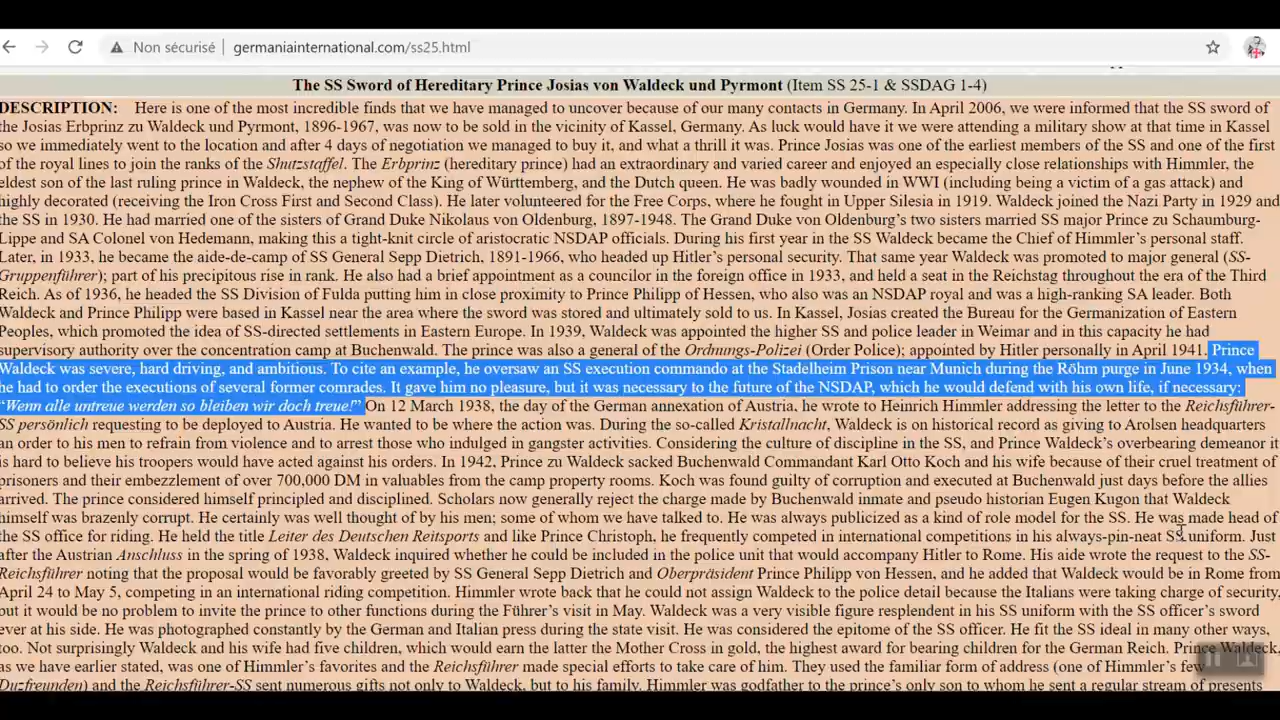 Non sécurisé germaniainternational.com/ss25.html
The SS Sword of Hereditary Prince Josias von Waldeck und Pyrmont (Item SS 25-1 & SSDAG 1-4)
DESCRIPTION: Here is one of the most incredible finds that we have managed to uncover because of our many contacts in Germany. In April 2006, we were informed that the SS sword of
the Josias Erbprinz zu Waldeck und Pyrmont, 1896-1967, was now to be sold in the vicinity of Kassel, Germany. As luck would have it we were attending a military show at that time in Kassel
so we immediately went to the location and after 4 days of negotiation we managed to buy it, and what a thrill it was. Prince Josias was one of the earliest members of the SS and one of the first
of the royal lines to join the ranks of the Shutzstaffel. The Erbprinz (hereditary prince) had an extraordinary and varied career and enjoyed an especially close relationships with Himmler, the
eldest son of the last ruling prince in Waldeck, the nephew of the King of Württemberg, and the Dutch queen. He was badly wounded in WWI (including being a victim of a gas attack) and
highly decorated (receiving the Iron Cross First and Second Class). He later volunteered for the Free Corps, where he fought in Upper Silesia in 1919. Waldeck joined the Nazi Party in 1929 and
the SS in 1930. He had married one of the sisters of Grand Duke Nikolaus von Oldenburg, 1897-1948. The Grand Duke von Oldenburg's two sisters married SS major Prinz zu Schaumburg-
Lippe and SA Colonel von Hedemann, making this a tight-knit circle of aristocratic NSDAP officials. During his first year in the SS Waldeck became the Chief of Himmler's personal staff.
Later, in 1933, he became the aide-de-camp of SS General Sepp Dietrich, 1891-1966, who headed up Hitler's personal security. That same year Waldeck was promoted to major general (SS-
Gruppenführer); part of his precipitous rise in rank. He also had a brief appointment as a councilor in the foreign office in 1933, and held a seat in the Reichstag throughout the era of the Third
Reich. As of 1936, he headed the SS Division of Fulda putting him in close proximity to Prince Philipp of Hessen, who also was an NSDAP royal and was a high-ranking SA leader. Both
Waldeck and Prince Philipp were based in Kassel near the area where the sword was stored and ultimately sold to us. In Kassel, Josias created the Bureau for the Germanization of Eastern
Peoples, which promoted the idea of SS-directed settlements in Eastern Europe. In 1939, Waldeck was appointed the higher SS and police leader in Weimar and in this capacity he had
supervisory authority over the concentration camp at Buchenwald. The prince was also a general of the Ordnungs-Polizei (Order Police); appointed by Hitler personally in April 1941. Prince
Waldeck was severe, hard driving, and ambitious. To cite an example, he oversaw an SS execution commando at the Stadelheim Prison near Munich during the Röhm purge in June 1934, when
he had to order the executions of several former comrades. It gave him no pleasure, but it was necessary to the future of the NSDAP, which he would defend with his own life, if necessary:
“Wenn alle untreue werden so bleiben wir doch treue!” On 12 March 1938, the day of the German annexation of Austria, he wrote to Heinrich Himmler addressing the letter to the Reichsführer-
SS persönlich requesting to be deployed to Austria. He wanted to be where the action was. During the so-called Kristallnacht, Waldeck is on historical record as giving to Arolsen headquarters
an order to his men to refrain from violence and to arrest those who indulged in gangster activities. Considering the culture of discipline in the SS, and Prince Waldeck's overbearing demeanor it
is hard to believe his troopers would have acted against his orders. In 1942, Prince zu Waldeck sacked Buchenwald Commandant Karl Otto Koch and his wife because of their cruel treatment of
prisoners and their embezzlement of over 700,000 DM in valuables from the camp property rooms. Koch was found guilty of corruption and executed at Buchenwald just days before the allies
arrived. The prince considered himself principled and disciplined. Scholars now generally reject the charge made by Buchenwald inmate and pseudo historian Eugen Kugon that Waldeck
himself was brazenly corrupt. He certainly was well thought of by his men; some of whom we have talked to. He was always publicized as a kind of role model for the SS. He was made head of
the SS office for riding. He held the title Leiter des Deutschen Reitsports and like Prince Christoph, he frequently competed in international competitions in his always-pin-neat SS uniform. Just
after the Austrian Anschluss in the spring of 1938, Waldeck inquired whether he could be included in the police unit that would accompany Hitler to Rome. His aide wrote the request to the SS-
Reichsführer noting that the proposal would be favorably greeted by SS General Sepp Dietrich and Oberpräsident Prince Philipp von Hessen, and he added that Waldeck would be in Rome from
April 24 to May 5, competing in an international riding competition. Himmler wrote back that he could not assign Waldeck to the police detail because the Italians were taking charge of security,
but it would be no problem to invite the prince to other functions during the Führer's visit in May. Waldeck was a very visible figure resplendent in his SS uniform with the SS officer's sword
ever at his side. He was photographed constantly by the German and Italian press during the state visit. He was considered the epitome of the SS officer. He fit the SS ideal in many other ways,
too. Not surprisingly Waldeck and his wife had five children, which would earn the latter the Mother Cross in gold, the highest award for bearing children for the German Reich. Prince Waldeck,
as we have earlier stated, was one of Himmler's favorites and the Reichsführer made special efforts to take care of him. They used the familiar form of address (one of Himmler's few
Duzfreunden) and the Reichsführer-SS sent numerous gifts not only to Waldeck, but to his family. Himmler was godfather to the prince's only son to whom he sent a regular stream of presents